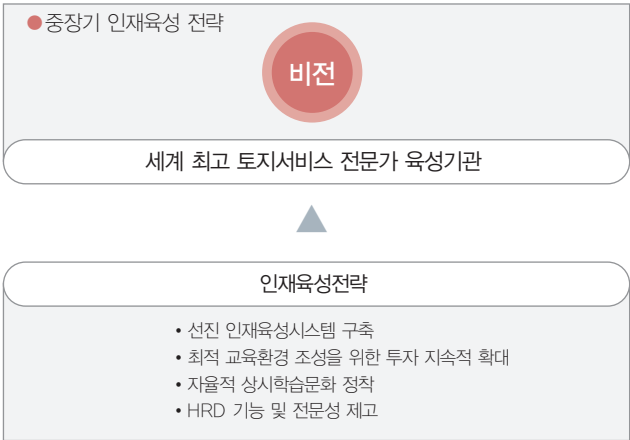 ●중장기 인재육성 전략
비전
세계 최고 토지서비스 전문가 육성기관
인재육성전략
• 선진 인재육성시스템 구축
• 최적 교육환경 조성을 위한 투자 지속적 확대
• 자율적 상시학습문화 정착
• HRD 기능 및 전문성 제고